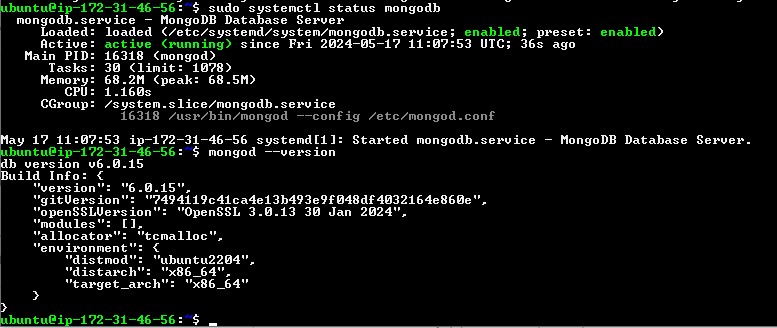 ubuntu@ip-172-31-46-56:~$ sudo systemctl status mongodb
mongodb.service - MongoDB Database Server
Loaded: loaded (/etc/systemd/system/mongodb.service; enabled; preset: enabled)
Active: active (running) since Fri 2024-05-17 11:07:53 UTC; 36s ago
Main PID: 16318 (mongod)
Tasks: 30 (limit: 1078)
Memory: 68.2M (peak: 68.5M)
CPU: 1.160s
CGroup: /system.slice/mongodb.service
16318 /usr/bin/mongod --config /etc/mongod.conf
May 17 11:07:53 ip-172-31-46-56 systemd[1]: Started mongodb.service - MongoDB Database Server.
ubuntu@ip-172-31-46-56:~$ mongod --version
db version v6.0.15
Build Info: {
"version": "6.0.15",
"gitVersion": "7494119c41ca4e13b493e9f048df4032164e860e",
"openSSLVersion": "OpenSSL 3.0.13 30 Jan 2024",
"modules": [],
"allocator": "tcmalloc",
"environment": {
"distmod": "ubuntu2204",
"distarch": "x86_64",
"target_arch": "x86_64"
}
}
ubuntu@ip-172-31-46-56:~$